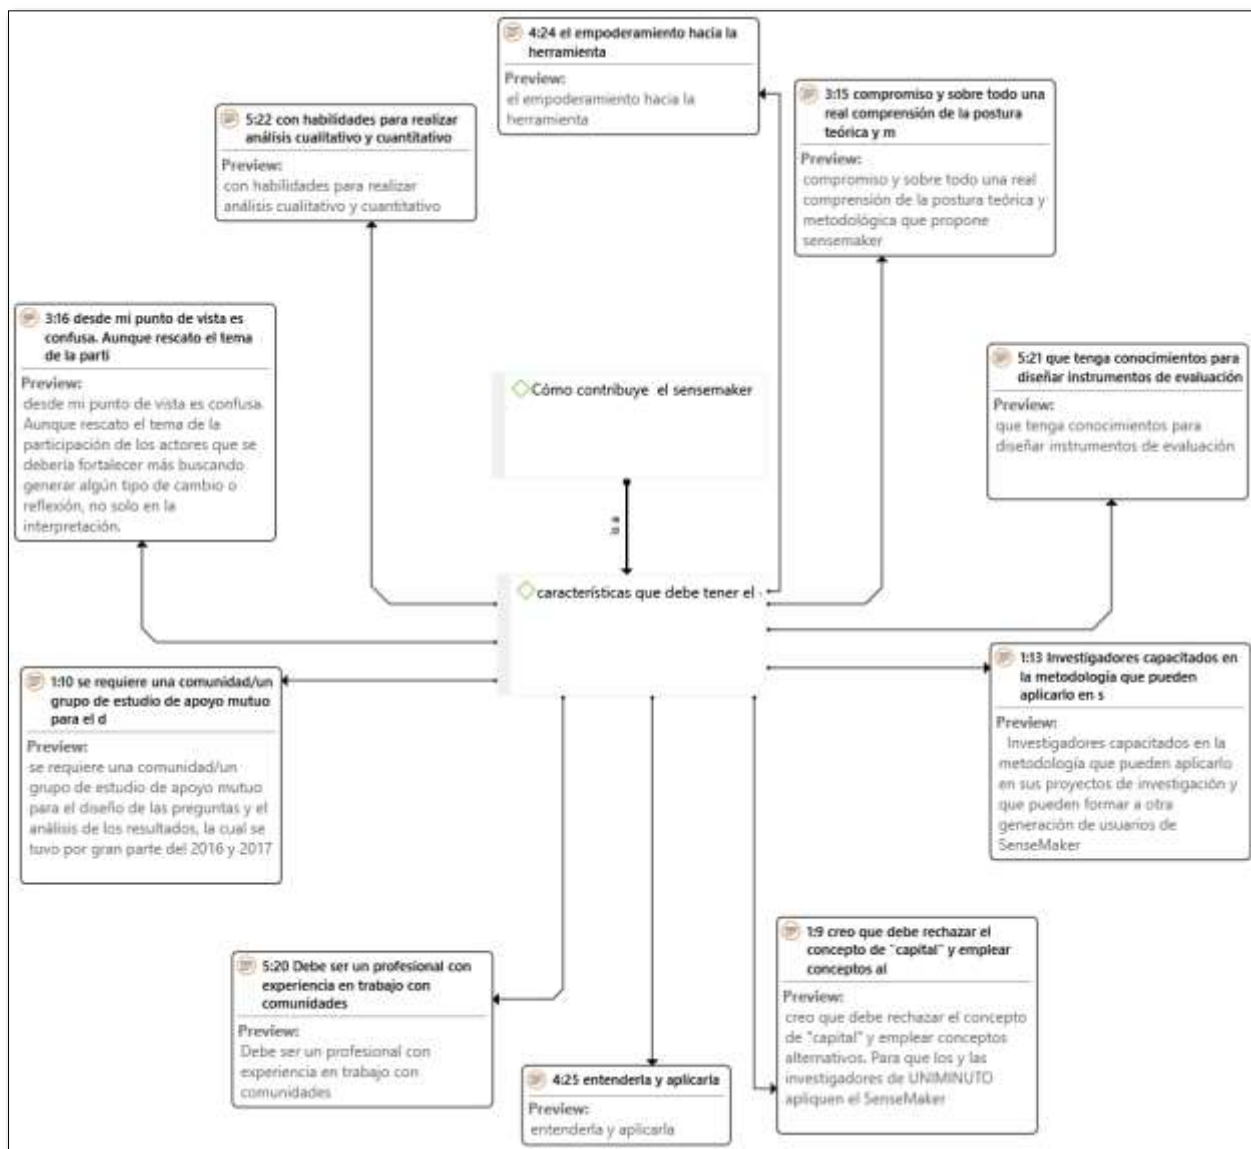 4:24 el empoderamiento hacia la
herramienta
Preview:
el empoderamiento hacia la
herramienta
3:15 compromiso y sobre todo una
real comprensión de la postura
teórica y m
Preview:
compromiso y sobre todo una real
comprensión de la postura teórica y
metodológica que propone
sensemaker
5:22 con habilidades para realizar
análisis cualitativo y cuantitativo
Preview:
con habilidades para realizar
análisis cualitativo y cuantitativo
3:16 desde mi punto de vista es
confusa. Aunque rescato el tema
de la parti
Preview:
desde mi punto de vista es confusa.
Aunque rescato el tema de la
participación de los actores que se
debería fortalecer más buscando
generar algún tipo de cambio o
reflexión, no solo en la
interpretación.
5:21 que tenga conocimientos para
diseñar instrumentos de evaluación
Preview:
que tenga conocimientos para
diseñar instrumentos de evaluación
Cómo contribuye el sensemaker
características que debe tener el
1:10 se requiere una comunidad/un
grupo de estudio de apoyo mutuo
para el d
Preview:
se requiere una comunidad/un
grupo de estudio de apoyo mutuo
para el diseño de las preguntas y el
análisis de los resultados, la cual se
tuvo por gran parte del 2016 y 2017
1:13 Investigadores capacitados en
la metodología que pueden
aplicarlo en s
Preview:
Investigadores capacitados en la
metodología que pueden aplicarlo
en sus proyectos de investigación y
que pueden formar a otra
generación de usuarios de
SenseMaker
5:20 Debe ser un profesional con
experiencia en trabajo con
comunidades
Preview:
Debe ser un profesional con
experiencia en trabajo con
comunidades
4:25 entenderla y aplicarla
Preview:
entenderla y aplicarla
1:9 creo que debe rechazar el
concepto de "capital" y emplear
conceptos al
Preview:
creo que debe rechazar el concepto
de "capital" y emplear conceptos
alternativos. Para que los y las
investigadores de UNIMINUTO
apliquen el SenseMaker